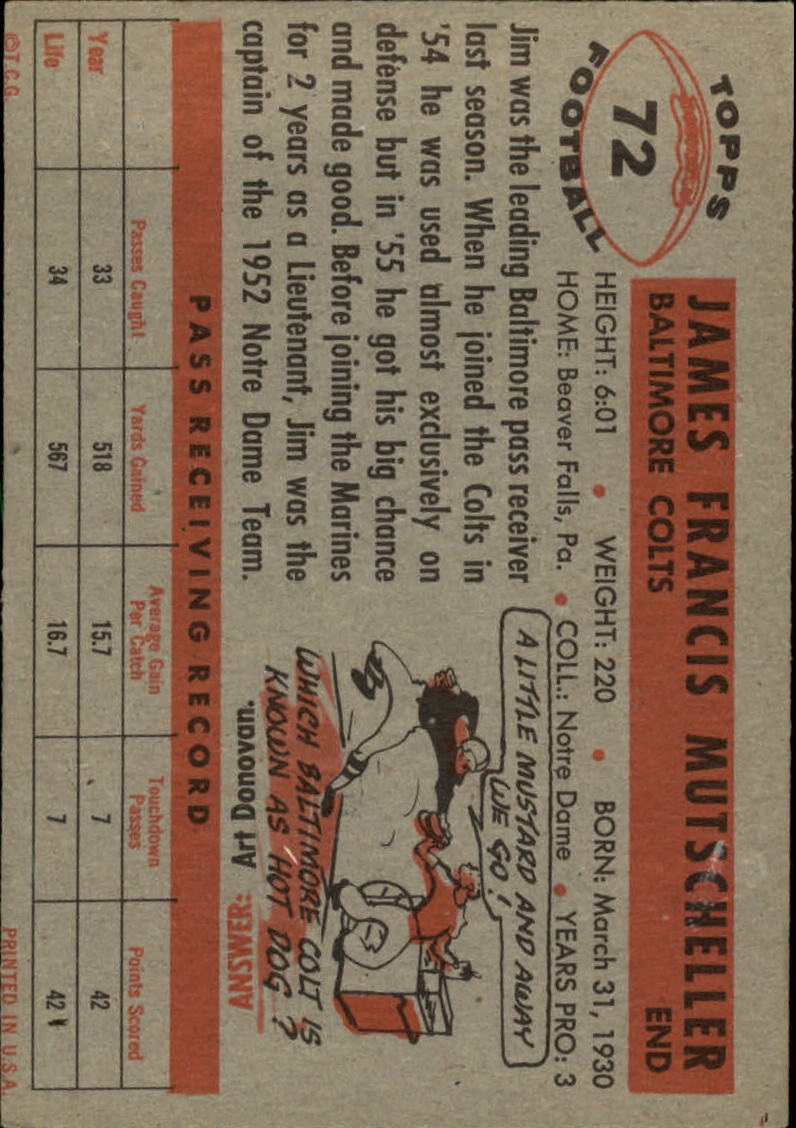 TOPPS
72
FOOTBALL
JAMES FRANCIS MUTSCHELLER
BALTIMORE COLTS END
HEIGHT: 6:01 • WEIGHT: 220 • BORN: March 31, 1930
HOME: Beaver Falls, Pa. • COLL.: Notre Dame • YEARS PRO: 3
Jim was the leading Baltimore pass receiver
last season. When he joined the Colts in
'54 he was used almost exclusively on
defense but in '55 he got his big chance
and made good. Before joining the Marines
for 2 years as a Lieutenant, Jim was the
captain of the 1952 Notre Dame Team.
A LITTLE MUSTARD AND AWAY
WE GO!
WHICH BALTIMORE COLT IS
KNOWN AS HOT DOG?
ANSWER:
Art Donovan.
PASS RECEIVING RECORD
Passes Caught Yards Gained Average Gain Per Catch Touchdown Passes Points Scored
Year 33 518 15.7 7 42
Life 34 567 16.7 7 42
©T.C.G. PRINTED IN U.S.A.